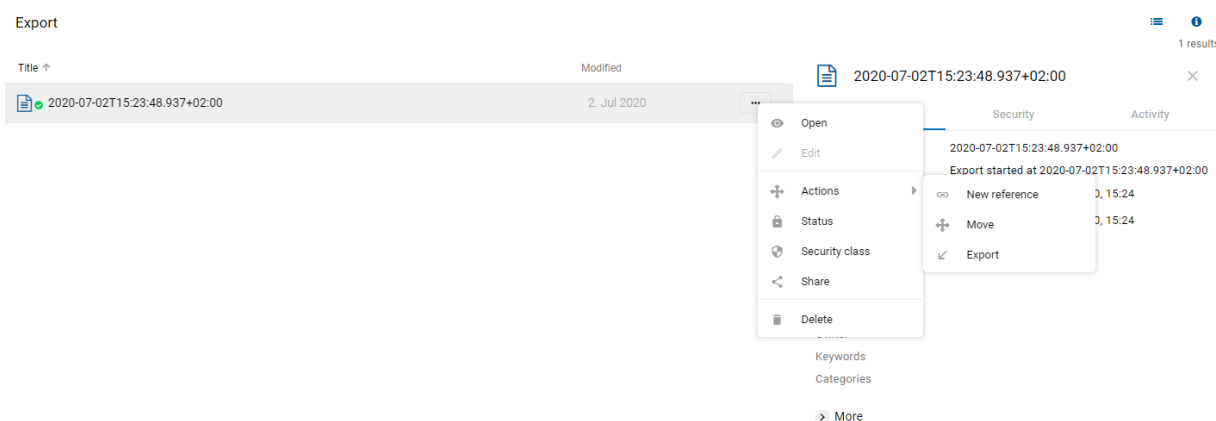 Export
1 results
Title ↑
Modified
2020-07-02T15:23:48.937+02:00
2. Jul 2020
...
Open
Edit
Actions
Status
Security class
Share
Delete
New reference
Move
Export
2020-07-02T15:23:48.937+02:00
Security
Activity
2020-07-02T15:23:48.937+02:00
Export started at 2020-07-02T15:23:48.937+02:00
0, 15:24
0, 15:24
Keywords
Categories
More